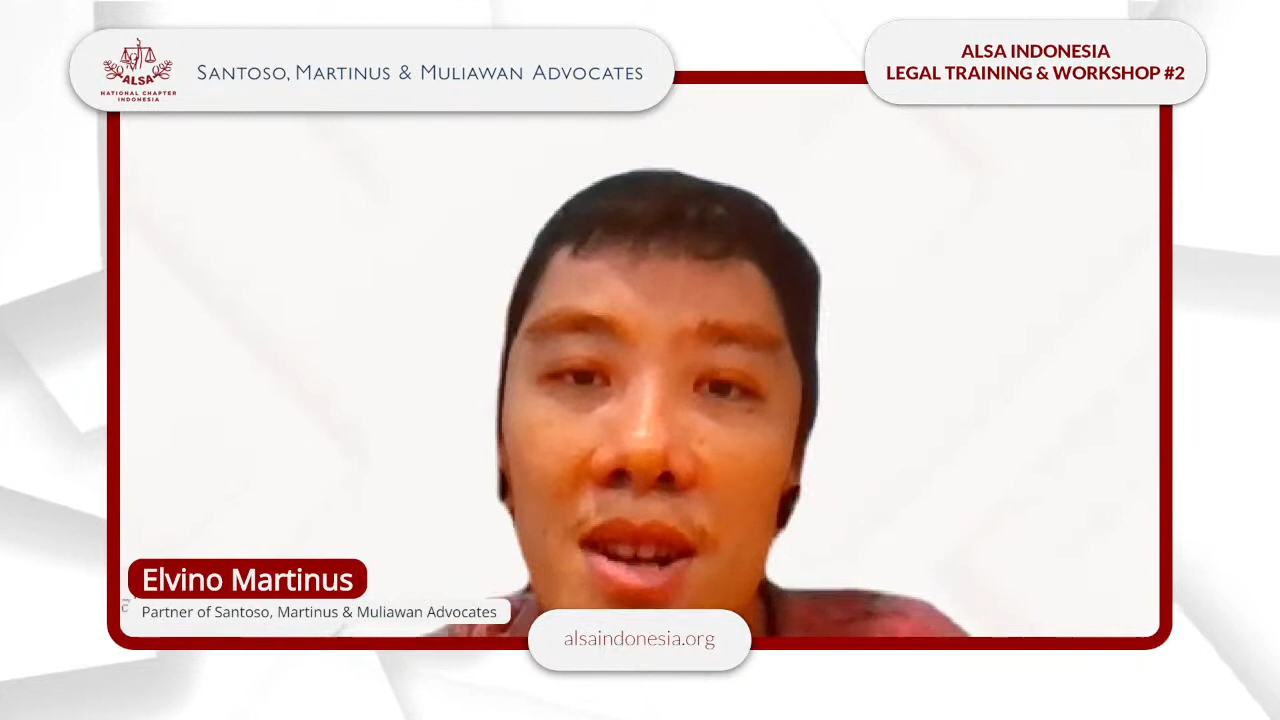 ALSA
NATIONAL CHAPTER
INDONESIA
SANTOSO, MARTINUS & MULIAWAN ADVOCATES
ALSA INDONESIA
LEGAL TRAINING & WORKSHOP #2
Elvino Martinus
Partner of Santoso, Martinus & Muliawan Advocates
alsaindonesia.org